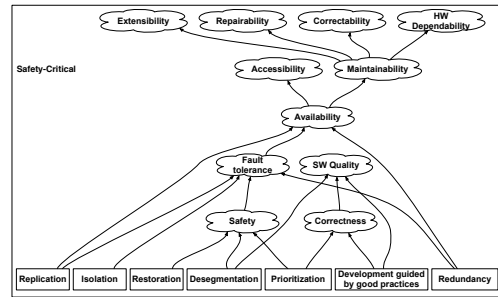 Extensibility
Repairability
Correctability
HW
Dependability
Safety-Critical
Accessibility
Maintainability
Availability
Fault
tolerance
SW Quality
Safety
Correctness
Replication
Isolation
Restoration
Desegmentation
Prioritization
Development guided
by good practices
Redundancy